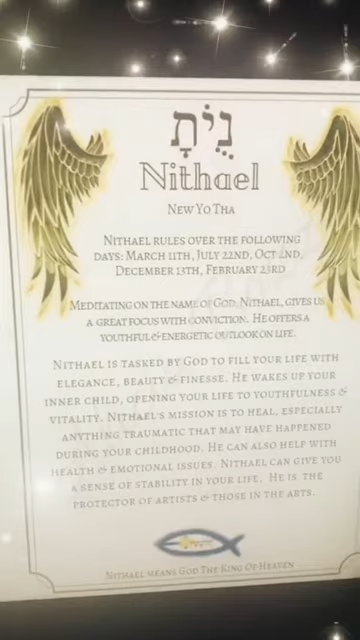 נֱיֹתָ
Nithael
New Yo Tha
Nithael rules over the following
days: March 11th, July 22nd, Oct 2nd,
December 13th, February 23rd
Meditating on the name of God, Nithael, gives us
a great focus with conviction. He offers a
youthful & energetic outlook on life.
Nithael is tasked by God to fill your life with
elegance, beauty & finesse. He wakes up your
inner child, opening your life to youthfulness &
vitality. Nithael's mission is to heal, especially
anything traumatic that may have happened
during your childhood. He can also help with
health & emotional issues. Nithael can give you
a sense of stability in your life. He is the
protector of artists & those in the arts.
Nithael means God The King Of Heaven